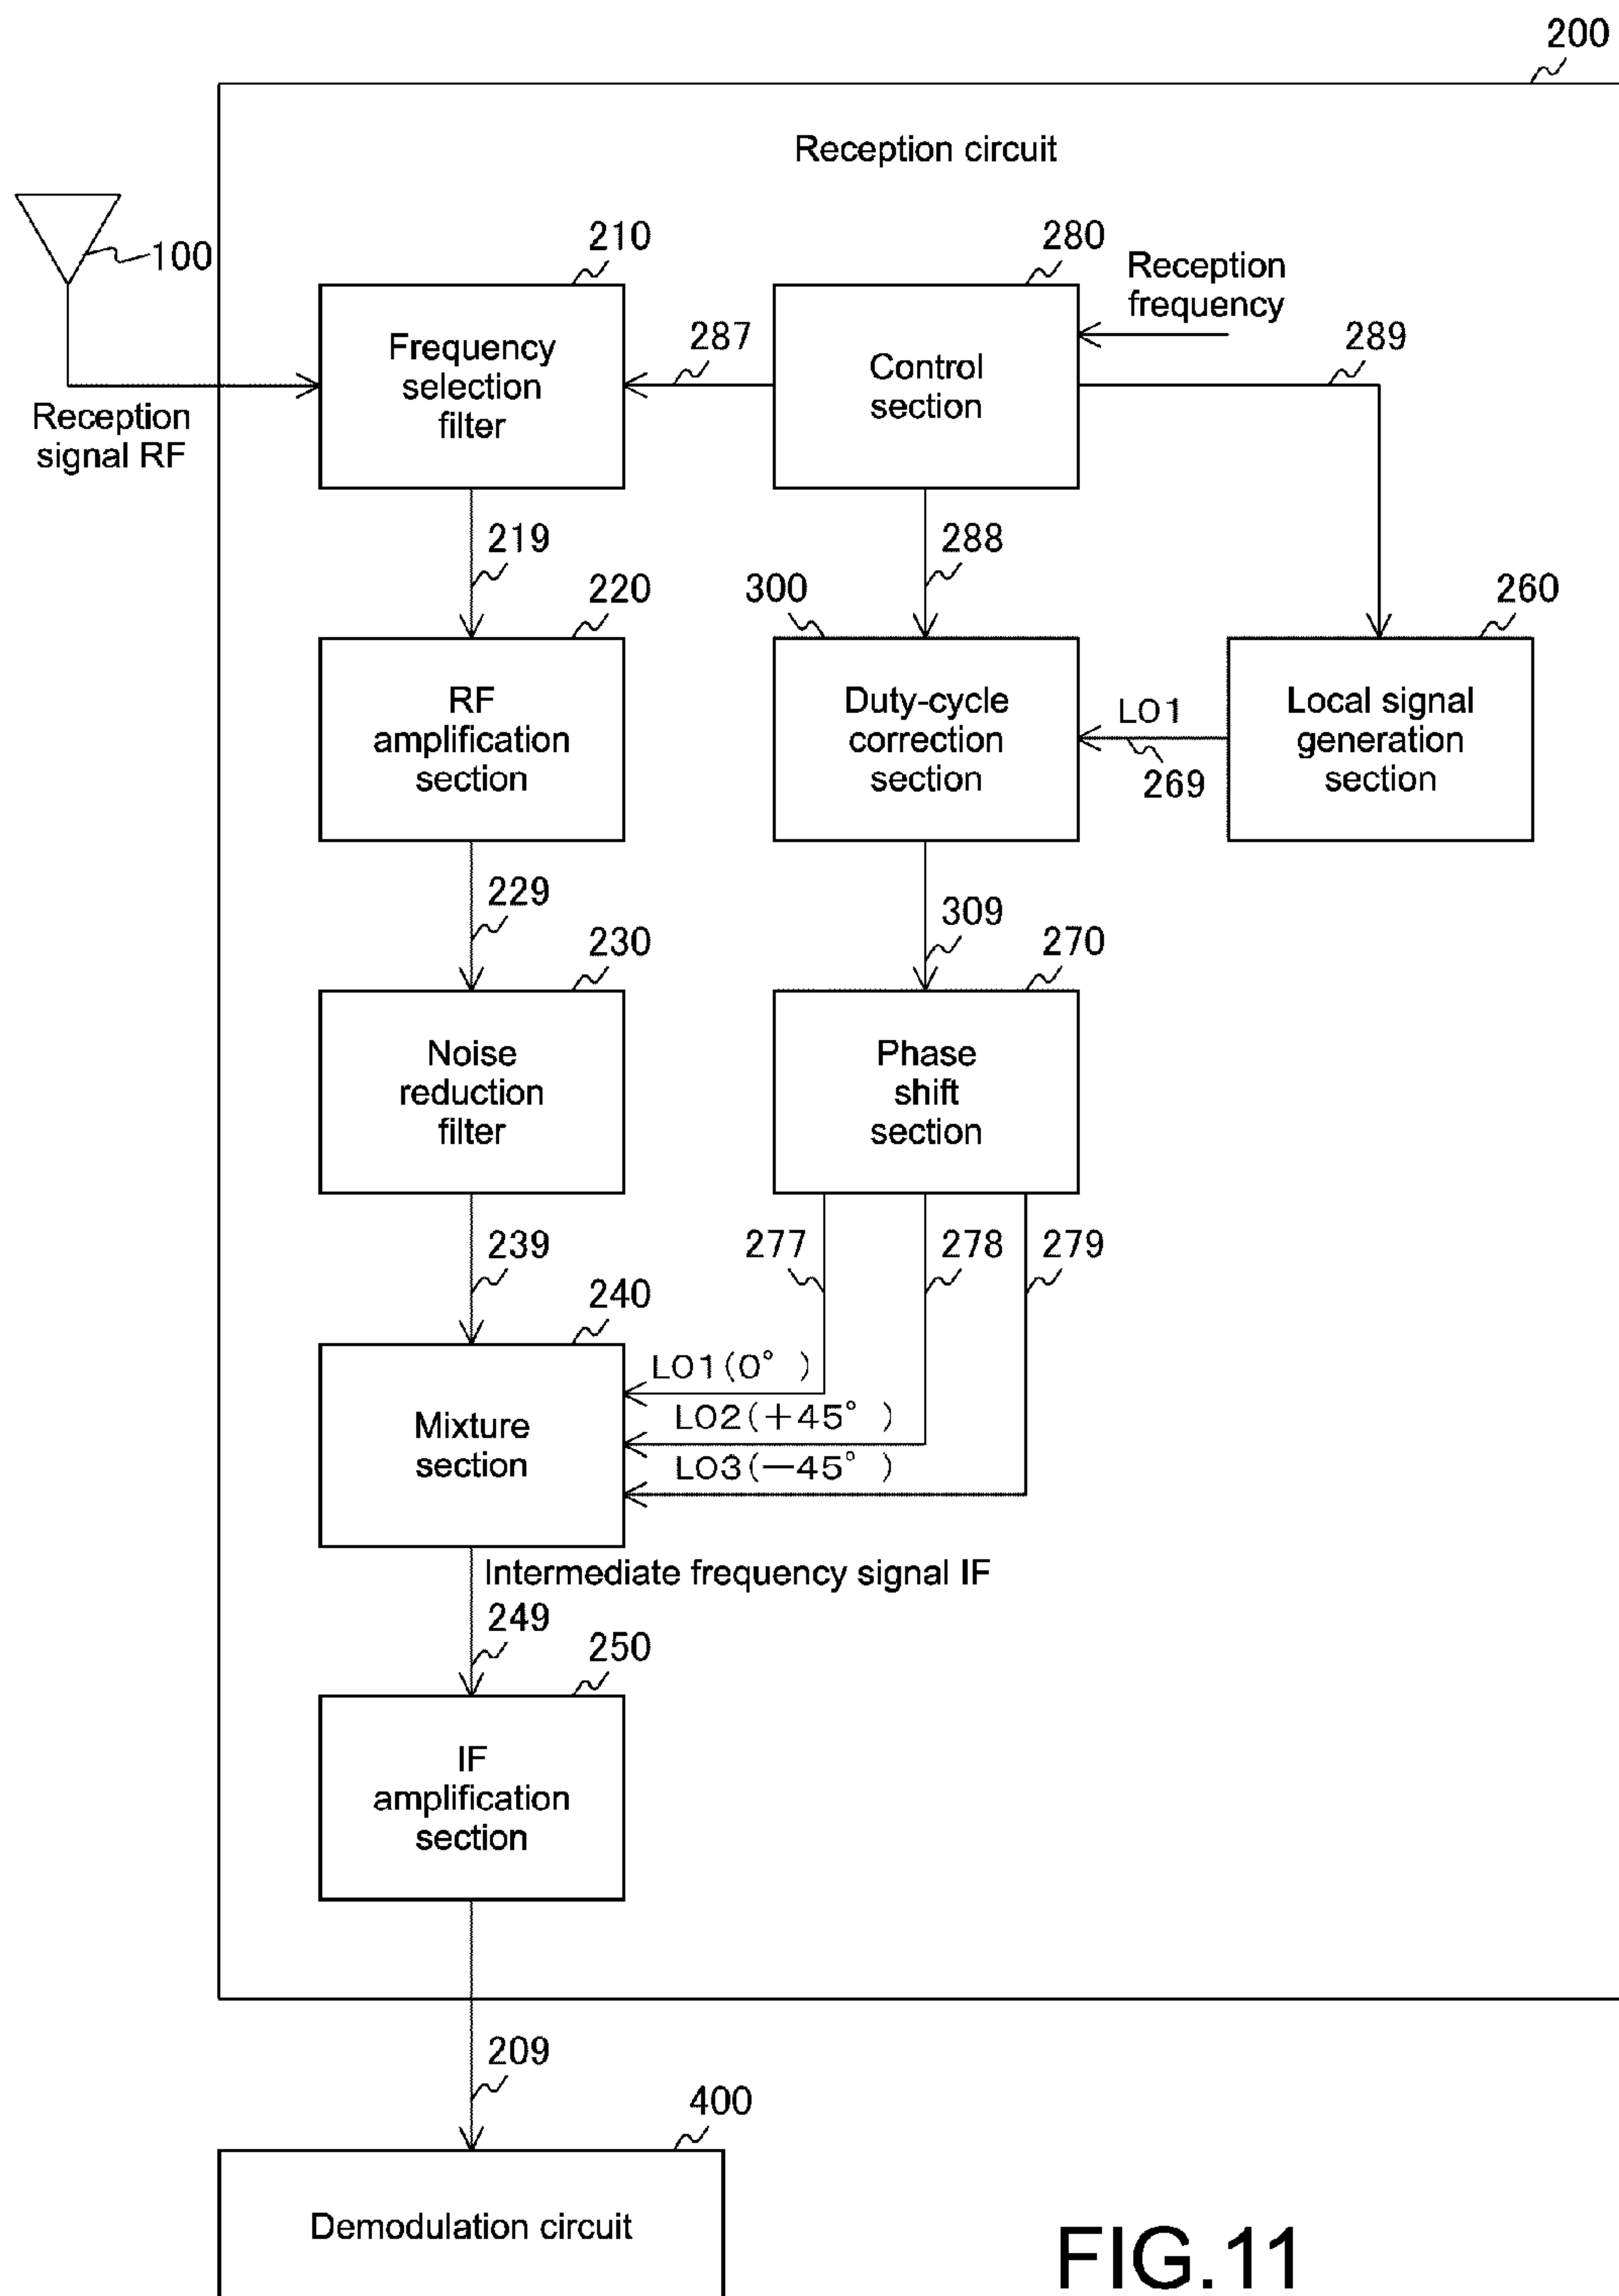 200
Reception circuit
100
210
280
Reception
frequency
287
289
Frequency
selection
filter
Control
section
Reception
signal RF
219
288
220
300
260
RF
amplification
section
Duty-cycle
correction
section
LO1
269
Local signal
generation
section
229
309
230
270
Noise
reduction
filter
Phase
shift
section
239
277
278
279
240
LO1(0°)
LO2(+45°)
LO3(−45°)
Mixture
section
Intermediate frequency signal IF
249
250
IF
amplification
section
209
400
Demodulation circuit
FIG.11